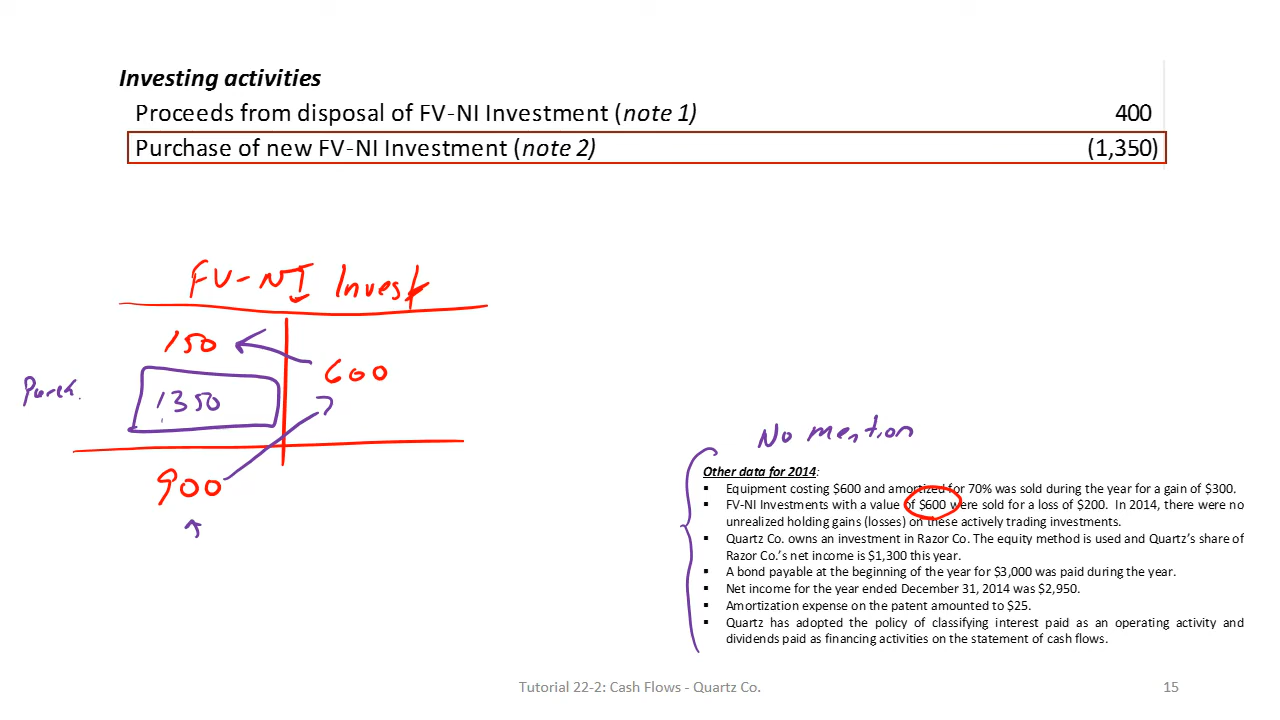 Investing activities
Proceeds from disposal of FV-NI Investment (note 1) 400
Purchase of new FV-NI Investment (note 2) (1,350)
FV-NI Invest
150
600
Purch. 1350
900
No mention
Other data for 2014:
▪ Equipment costing $600 and amortized for 70% was sold during the year for a gain of $300.
▪ FV-NI Investments with a value of $600 were sold for a loss of $200. In 2014, there were no
unrealized holding gains (losses) on these actively trading investments.
▪ Quartz Co. owns an investment in Razor Co. The equity method is used and Quartz's share of
Razor Co.'s net income is $1,300 this year.
▪ A bond payable at the beginning of the year for $3,000 was paid during the year.
▪ Net income for the year ended December 31, 2014 was $2,950.
▪ Amortization expense on the patent amounted to $25.
▪ Quartz has adopted the policy of classifying interest paid as an operating activity and
dividends paid as financing activities on the statement of cash flows.
Tutorial 22-2: Cash Flows - Quartz Co. 15